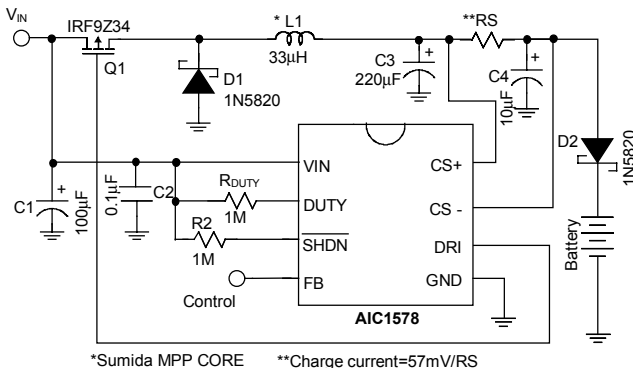 VIN
IRF9Z34
Q1
* L1
33μH
**RS
D1
1N5820
C3
220μF
+
C4
+
10μF
D2
1N5820
Battery
C1
+
100μF
0.1μF
C2
RDUTY
1M
R2
1M
Control
VIN
DUTY
SHDN
FB
CS+
CS -
DRI
GND
AIC1578
*Sumida MPP CORE
**Charge current=57mV/RS